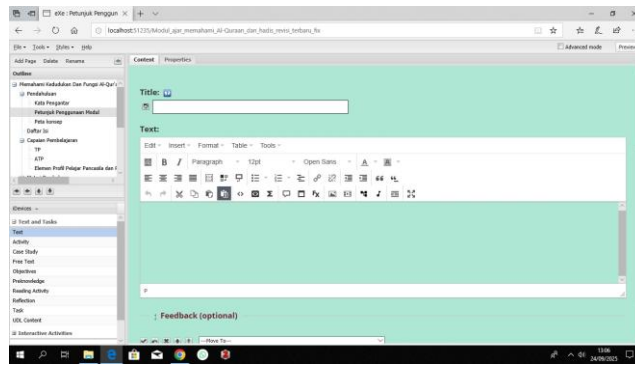 eXe : Petunjuk Penggun
localhost:51235/Modul_ajar_memahami_Al-Quraan_dan_hadis_revisi_terbaru_fix
File Tools Styles Help
Advanced mode
Preview
Add Page Delete Rename
Content Properties
Outline
Memahami Kedudukan Dan Fungsi Al-Qur'a
Pendahuluan
Kata Pengantar
Petunjuk Penggunaan Modul
Peta konsep
Daftar Isi
Capaian Pembelajaran
TP
ATP
Elemen Profil Pelajar Pancasila dan
iDevices
Text and Tasks
Text
Activity
Case Study
Free Text
Objectives
Preknowledge
Reading Activity
Reflection
Task
UDL Content
Interactive Activities
Title:
Text:
Edit Insert Format Table Tools
B I Paragraph 12pt Open Sans A
P
Feedback (optional)
---Move To---
13:06
24/09/2025